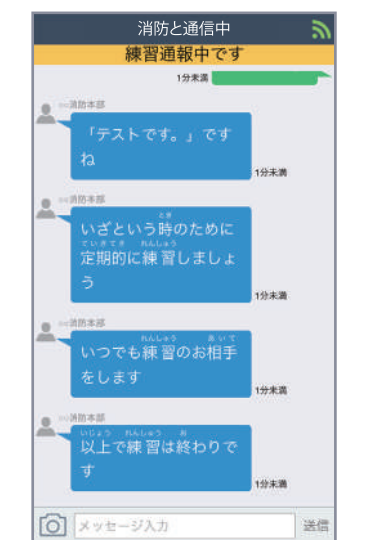 消防と通信中
練習通報中です
1分未満
消防本部
「テストです。」です
ね
1分未満
消防本部
とき
いざという時のために
ていきてき れんしゅう
定期的に練習しましょ
う
1分未満
消防本部
れんしゅう あいて
いつでも練習のお相手
をします
1分未満
消防本部
いじょう れんしゅう お
以上で練習は終わりで
す
1分未満
メッセージ入力
送信